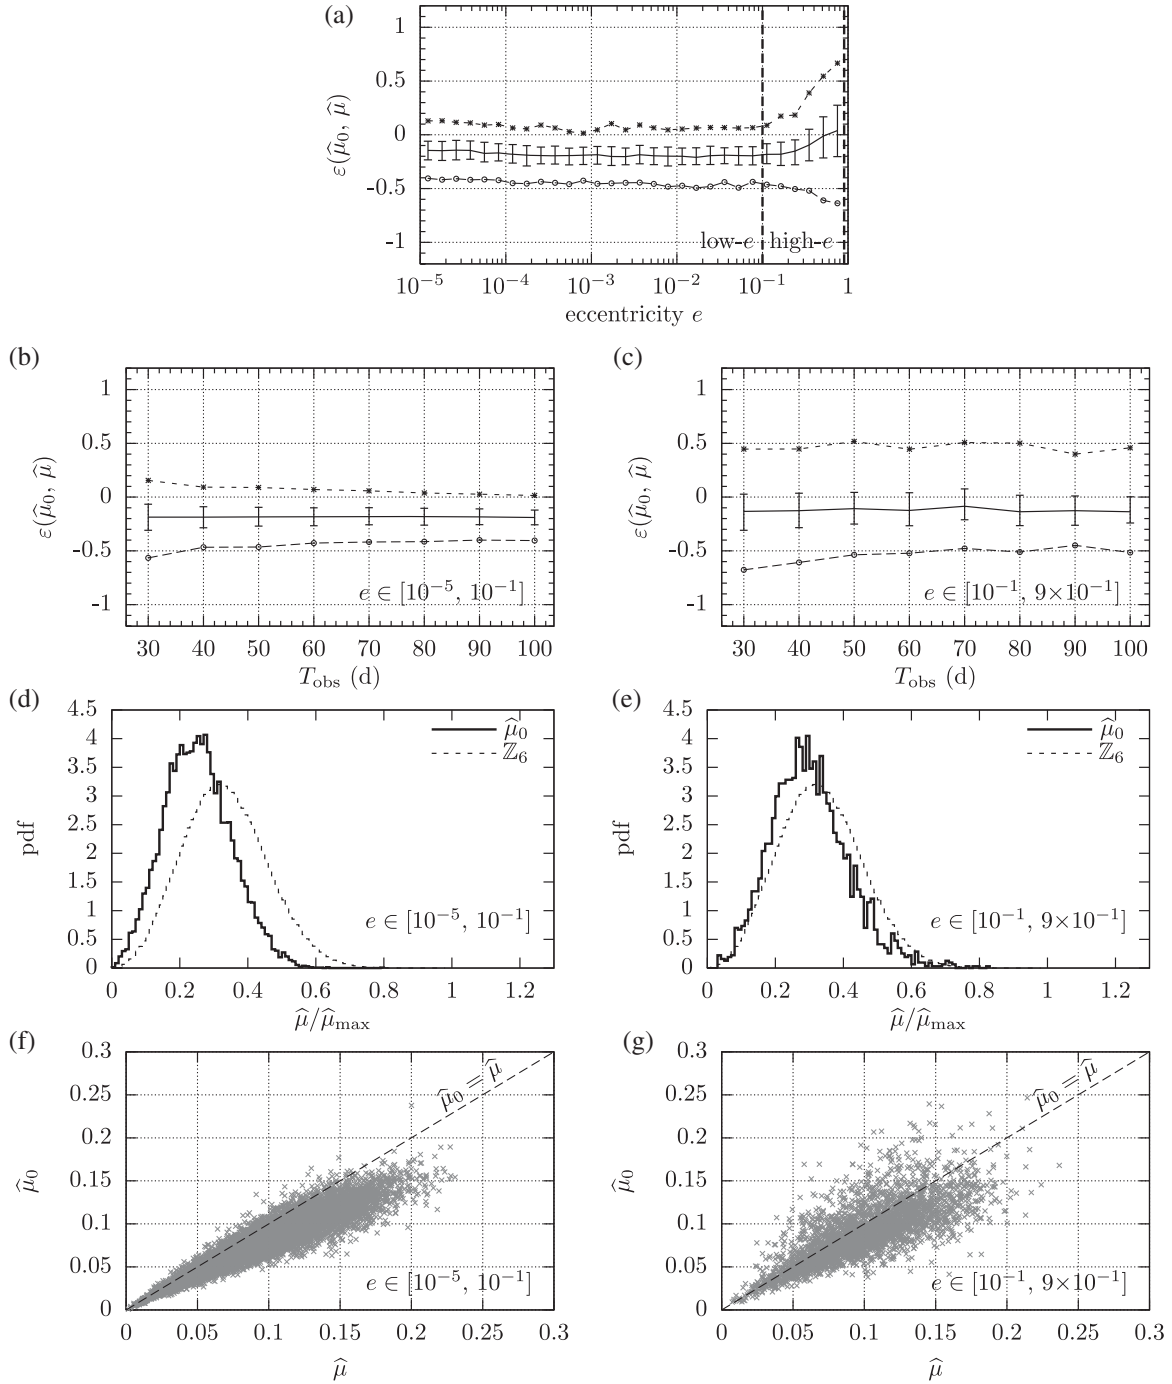 (a)
1
0.5
0
-0.5
-1
ε(μ̂₀, μ̂)
low-e high-e
10⁻⁵ 10⁻⁴ 10⁻³ 10⁻² 10⁻¹ 1
eccentricity e
(b)
1
0.5
0
-0.5
-1
ε(μ̂₀, μ̂)
e ∈ [10⁻⁵, 10⁻¹]
30 40 50 60 70 80 90 100
T_obs (d)
(c)
1
0.5
0
-0.5
-1
ε(μ̂₀, μ̂)
e ∈ [10⁻¹, 9×10⁻¹]
30 40 50 60 70 80 90 100
T_obs (d)
(d)
4.5
4
3.5
3
2.5
2
1.5
1
0.5
0
pdf
μ̂₀
ℤ₆
e ∈ [10⁻⁵, 10⁻¹]
0 0.2 0.4 0.6 0.8 1 1.2
μ̂/μ̂_max
(e)
4.5
4
3.5
3
2.5
2
1.5
1
0.5
0
pdf
μ̂₀
ℤ₆
e ∈ [10⁻¹, 9×10⁻¹]
0 0.2 0.4 0.6 0.8 1 1.2
μ̂/μ̂_max
(f)
0.3
0.25
0.2
0.15
0.1
0.05
0
μ̂₀
μ̂₀ = μ̂
e ∈ [10⁻⁵, 10⁻¹]
0 0.05 0.1 0.15 0.2 0.25 0.3
μ̂
(g)
0.3
0.25
0.2
0.15
0.1
0.05
0
μ̂₀
μ̂₀ = μ̂
e ∈ [10⁻¹, 9×10⁻¹]
0 0.05 0.1 0.15 0.2 0.25 0.3
μ̂